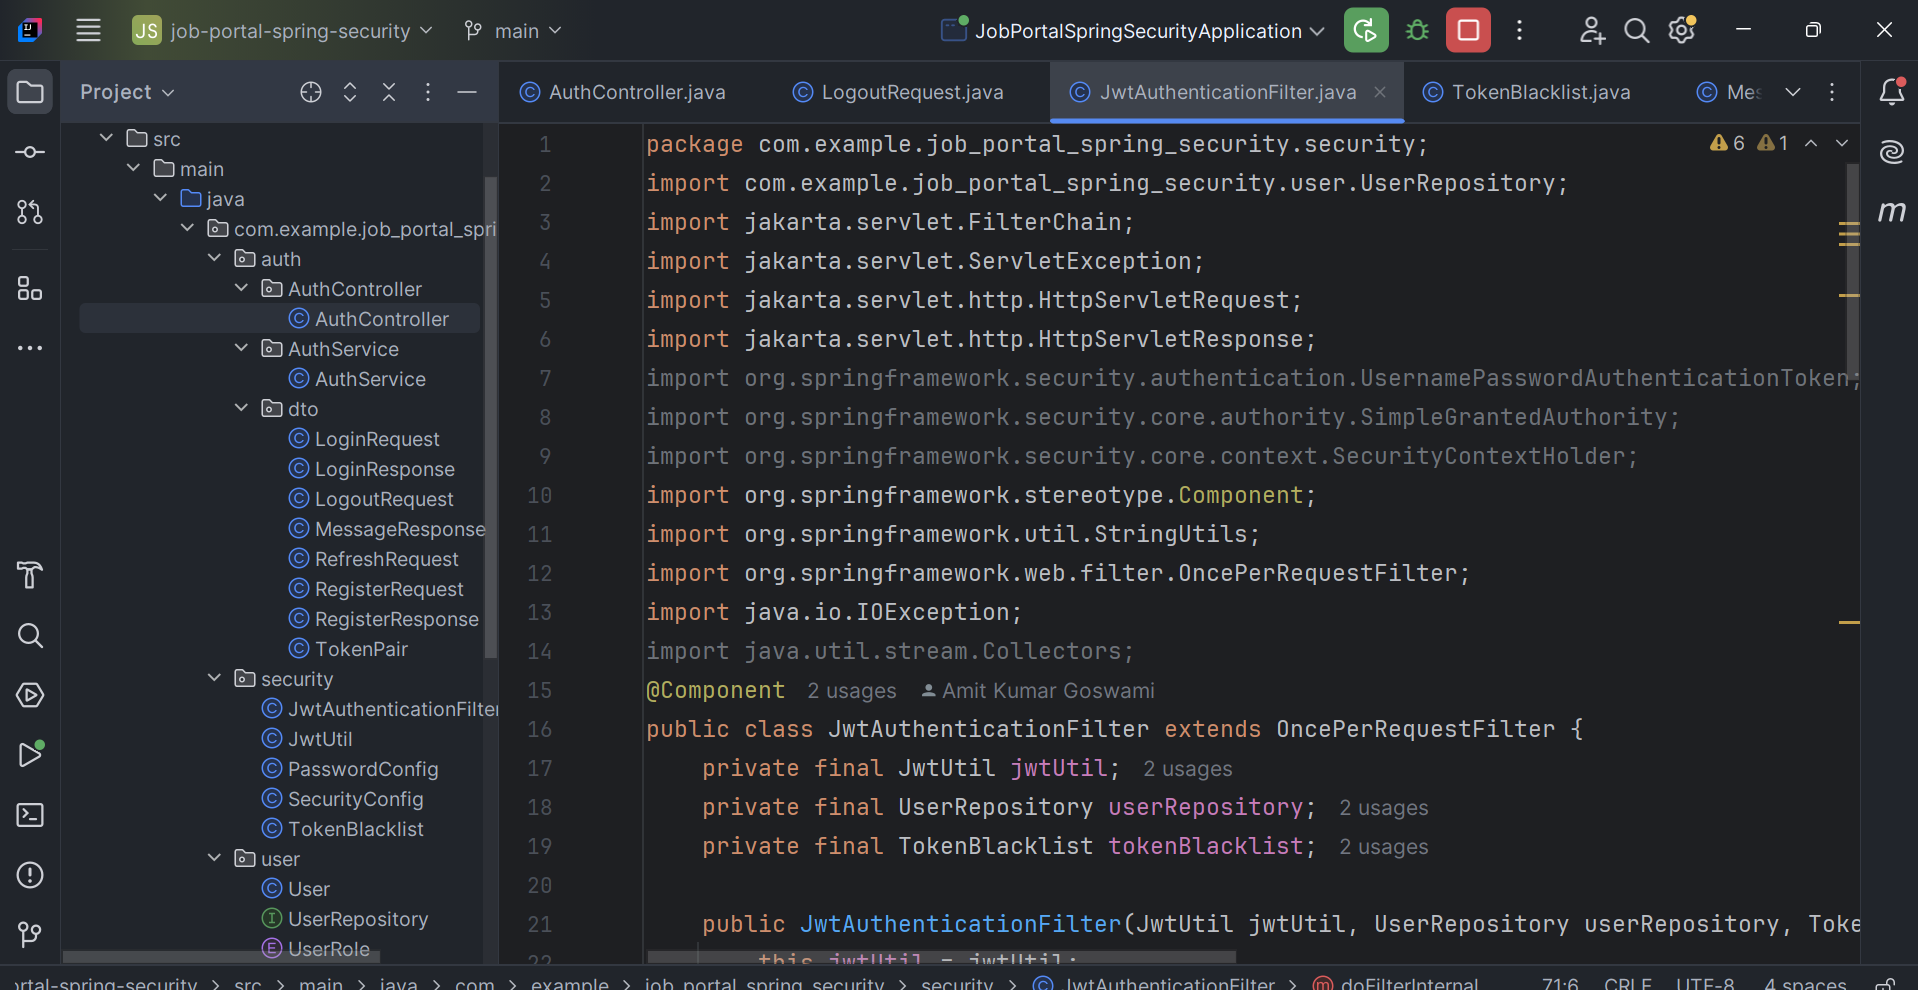 JS job-portal-spring-security
main
JobPortalSpringSecurityApplication
Project
AuthController.java
LogoutRequest.java
JwtAuthenticationFilter.java
TokenBlacklist.java
Mes
src
main
java
com.example.job_portal_spri
auth
AuthController
AuthController
AuthService
AuthService
dto
LoginRequest
LoginResponse
LogoutRequest
MessageResponse
RefreshRequest
RegisterRequest
RegisterResponse
TokenPair
security
JwtAuthenticationFilter
JwtUtil
PasswordConfig
SecurityConfig
TokenBlacklist
user
User
UserRepository
UserRole
6 1
1 package com.example.job_portal_spring_security.security;
2 import com.example.job_portal_spring_security.user.UserRepository;
3 import jakarta.servlet.FilterChain;
4 import jakarta.servlet.ServletException;
5 import jakarta.servlet.http.HttpServletRequest;
6 import jakarta.servlet.http.HttpServletResponse;
7 import org.springframework.security.authentication.UsernamePasswordAuthenticationToken;
8 import org.springframework.security.core.authority.SimpleGrantedAuthority;
9 import org.springframework.security.core.context.SecurityContextHolder;
10 import org.springframework.stereotype.Component;
11 import org.springframework.util.StringUtils;
12 import org.springframework.web.filter.OncePerRequestFilter;
13 import java.io.IOException;
14 import java.util.stream.Collectors;
15 @Component 2 usages Amit Kumar Goswami
16 public class JwtAuthenticationFilter extends OncePerRequestFilter {
17 private final JwtUtil jwtUtil; 2 usages
18 private final UserRepository userRepository; 2 usages
19 private final TokenBlacklist tokenBlacklist; 2 usages
20
21 public JwtAuthenticationFilter(JwtUtil jwtUtil, UserRepository userRepository, Toke
22 this.jwtUtil = jwtUtil;
ortal-spring-security > src > main > java > com > example > job_portal_spring_security > security > JwtAuthenticationFilter > doFilterInternal
71:6 CRLF UTF-8 4 spaces